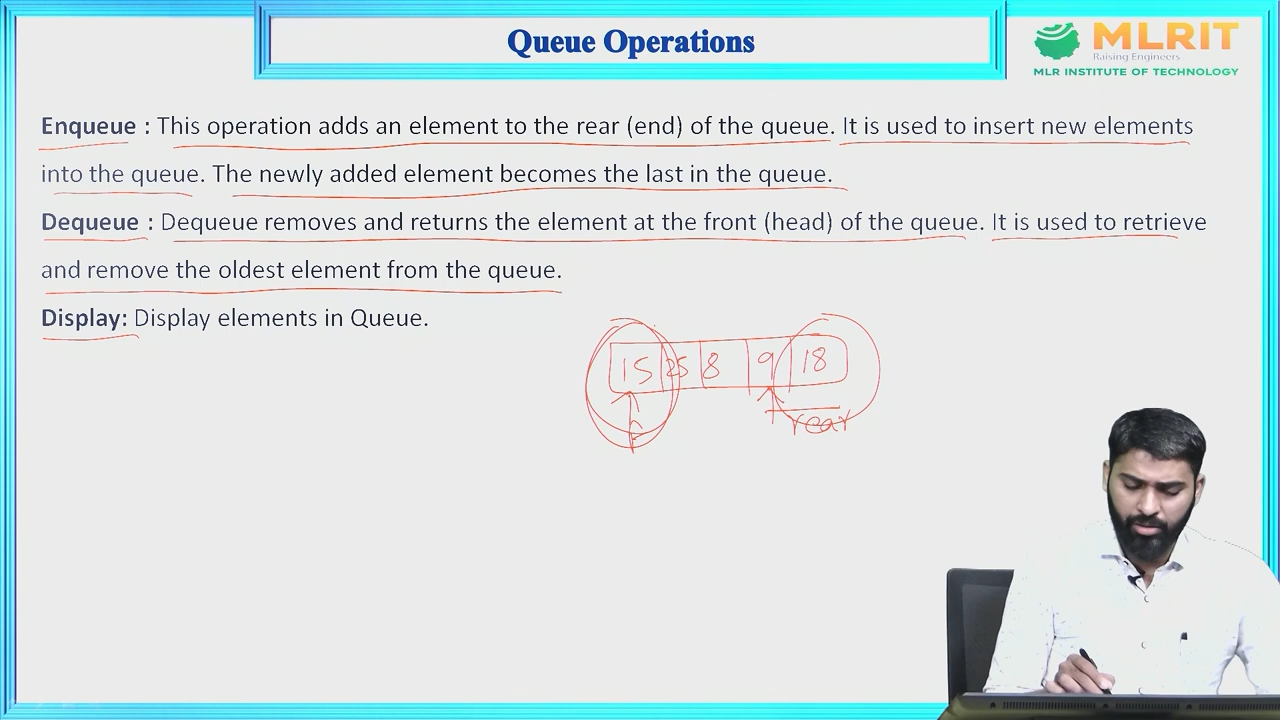 Queue Operations
MLRIT
Raising Engineers
MLR INSTITUTE OF TECHNOLOGY
Enqueue : This operation adds an element to the rear (end) of the queue. It is used to insert new elements
into the queue. The newly added element becomes the last in the queue.
Dequeue : Dequeue removes and returns the element at the front (head) of the queue. It is used to retrieve
and remove the oldest element from the queue.
Display: Display elements in Queue.
15 25 8 9 18
F rear